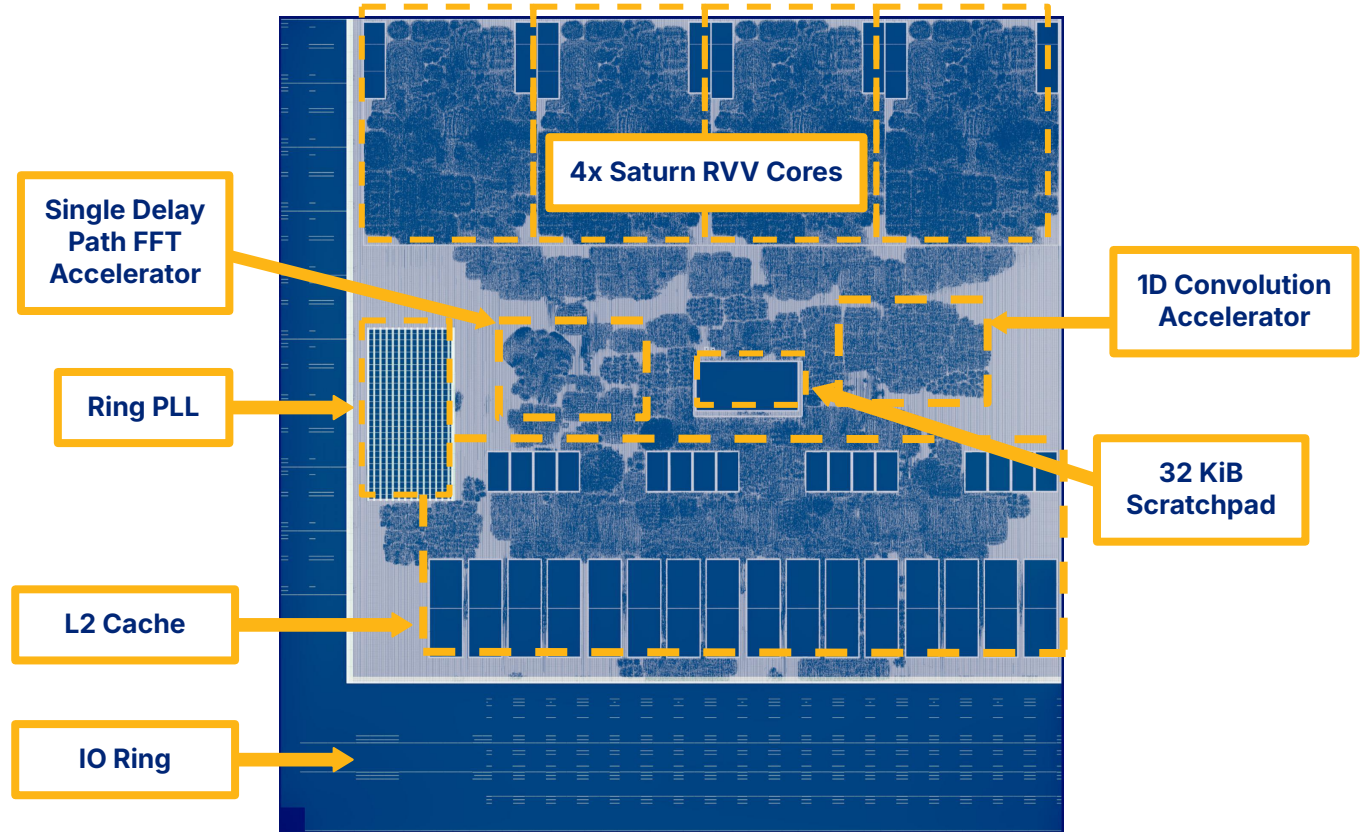 4x Saturn RVV Cores
Single Delay
Path FFT
Accelerator
1D Convolution
Accelerator
Ring PLL
32 KiB
Scratchpad
L2 Cache
IO Ring